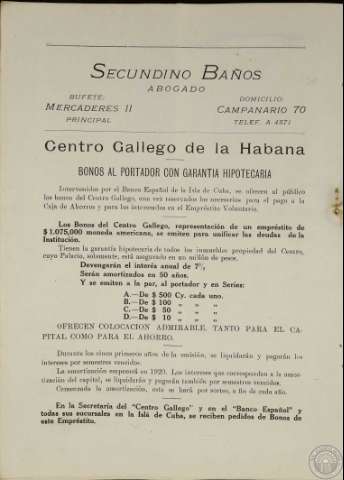 SECUNDINO BAÑOS
ABOGADO
BUFETE:
MERCADERES 11
PRINCIPAL
DOMICILIO:
CAMPANARIO 70
TELEF. A-4571
Centro Gallego de la Habana
BONOS AL PORTADOR CON GARANTIA HIPOTECARIA
Intervenidos por el Banco Español de la Isla de Cuba, se ofrecen al público
los bonos del Centro Gallego, una vez reservados los necesarios para el pago a la
Caja de Ahorros y para los interesados en el Empréstito Voluntario.
Los Bonos del Centro Gallego, representación de un empréstito de
$1.075,000 moneda americana, se emiten para unificar las deudas de la
Institución.
Tienen la garantía hipotecaria de todos los inmuebles propiedad del Centro,
cuyo Palacio, solamente, está asegurado en un millón de pesos.
Devengarán el interés anual de 7%
Serán amortizados en 50 años.
Y se emiten a la par, al portador y en Series:
A.—De $ 500 Cy. cada uno.
B.—De $ 100 „ „ „
C.—De $ 50 „ „ „
D.—De $ 10 „ „ „
OFRECEN COLOCACION ADMIRABLE, TANTO PARA EL CA-
PITAL COMO PARA EL AHORRO.
Durante los cinco primeros años de la emisión, se liquidarán y pagarán los
intereses por semestres vencidos.
La amortización empezará en 1920. Los intereses que correspondan a la amor-
tización del capital, se liquidarán y pagarán también por semestres vencidos.
Comenzada la amortización, ésta se hará por sorteo, a fin de cada año.
En la Secretaría del "Centro Gallego" y en el "Banco Español" y
todas sus sucursales en la Isla de Cuba, se reciben pedidos de Bonos de
este Empréstito.